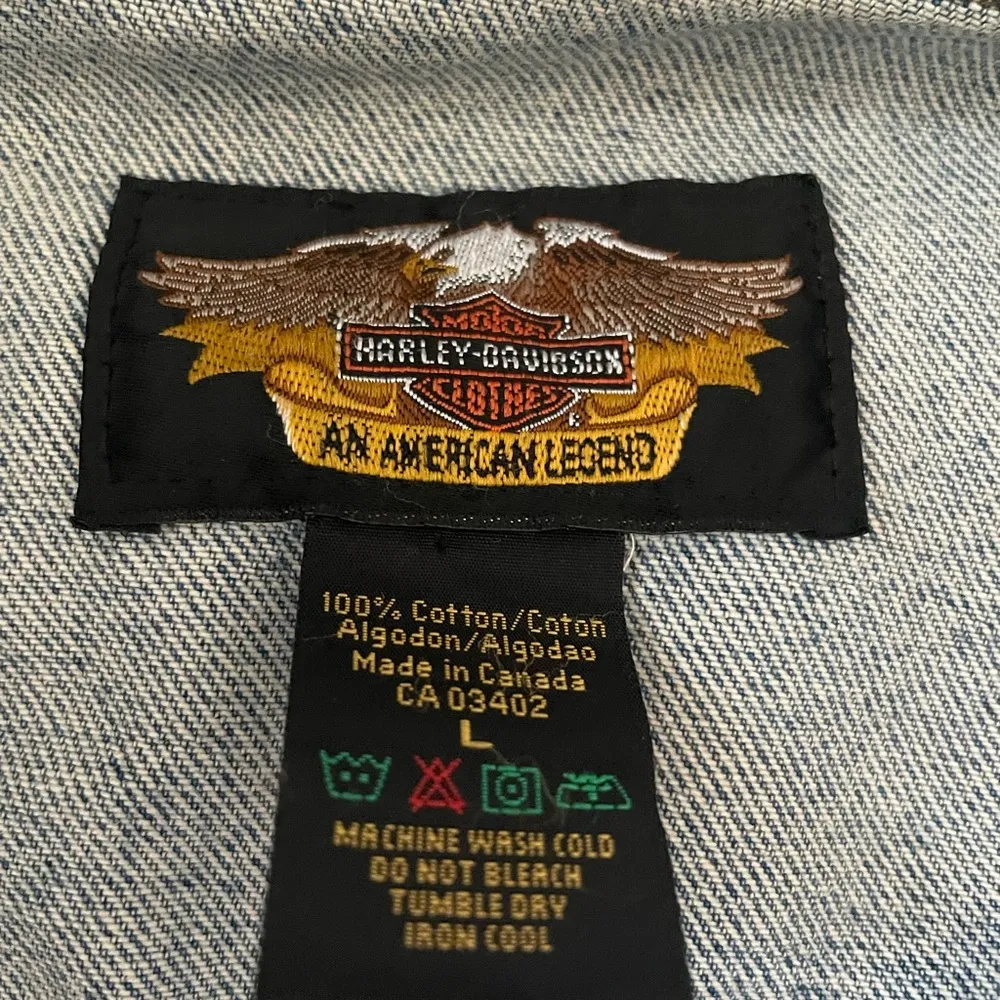 MOTOR
HARLEY-DAVIDSON
CLOTHES
®
AN AMERICAN LEGEND
100% Cotton/Coton
Algodon/Algodao
Made in Canada
CA 03402
L
MACHINE WASH COLD
DO NOT BLEACH
TUMBLE DRY
IRON COOL